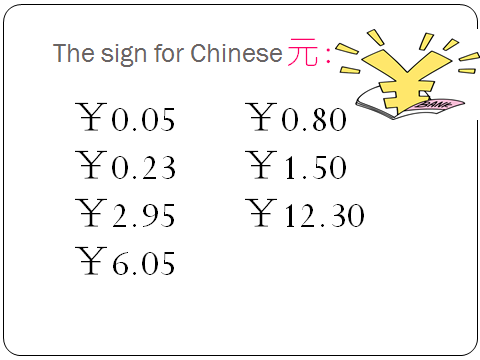 The sign for Chinese 元:
BANK
￥0.05 ￥0.80
￥0.23 ￥1.50
￥2.95 ￥12.30
￥6.05